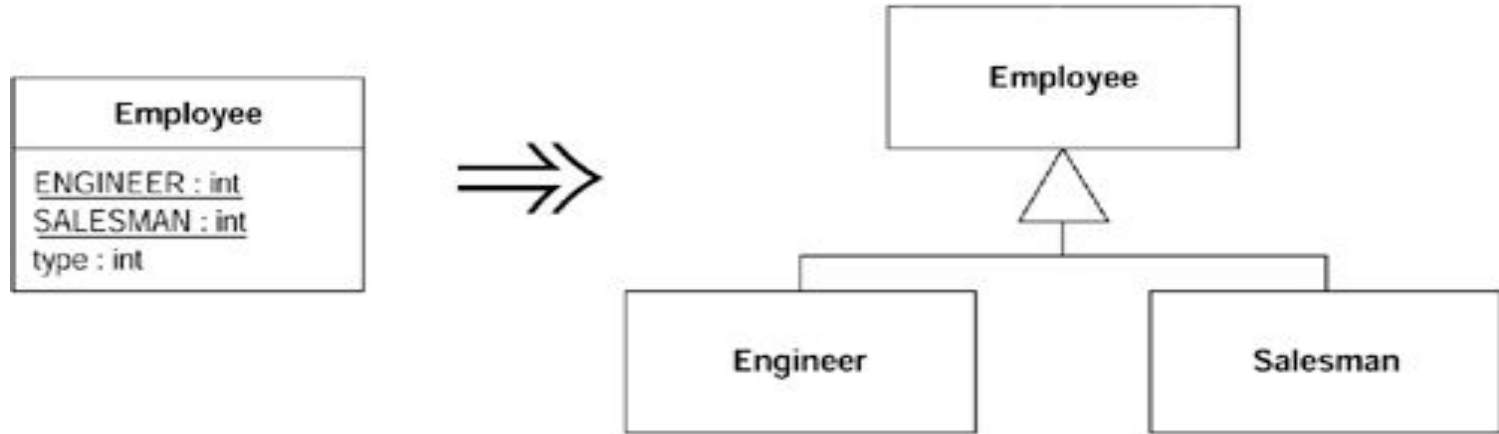 Employee
ENGINEER : int
SALESMAN : int
type : int
Employee
Engineer
Salesman